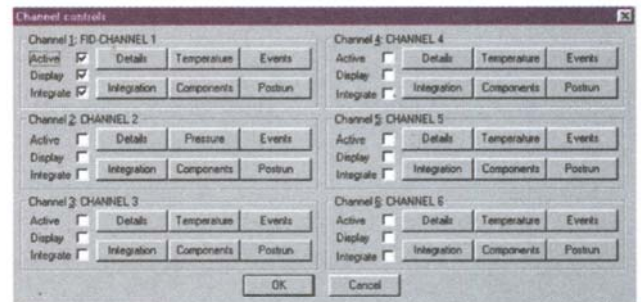 Channel controls
Channel 1: FID-CHANNEL 1
Active Details Temperature Events
Display
Integrate Integration Components Postrun
Channel 2: CHANNEL 2
Active Details Pressure Events
Display
Integrate Integration Components Postrun
Channel 3: CHANNEL 3
Active Details Temperature Events
Display
Integrate Integration Components Postrun
Channel 4: CHANNEL 4
Active Details Temperature Events
Display
Integrate Integration Components Postrun
Channel 5: CHANNEL 5
Active Details Temperature Events
Display
Integrate Integration Components Postrun
Channel 6: CHANNEL 6
Active Details Temperature Events
Display
Integrate Integration Components Postrun
OK Cancel